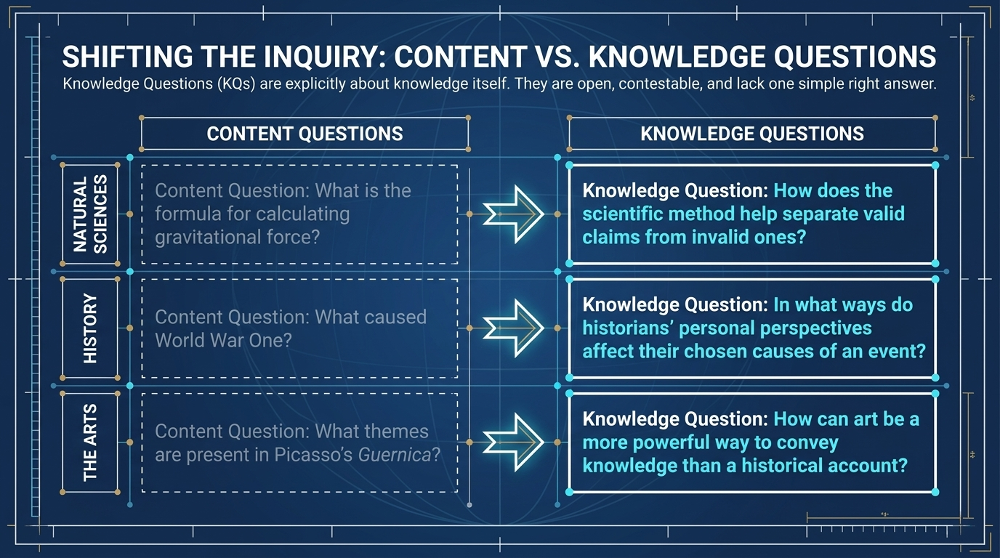 SHIFTING THE INQUIRY: CONTENT VS. KNOWLEDGE QUESTIONS
Knowledge Questions (KQs) are explicitly about knowledge itself. They are open, contestable, and lack one simple right answer.
CONTENT QUESTIONS
KNOWLEDGE QUESTIONS
NATURAL
SCIENCES
Content Question: What is the
formula for calculating
gravitational force?
Knowledge Question: How does the
scientific method help separate valid
claims from invalid ones?
HISTORY
Content Question: What caused
World War One?
Knowledge Question: In what ways do
historians’ personal perspectives
affect their chosen causes of an event?
THE ARTS
Content Question: What themes
are present in Picasso’s Guernica?
Knowledge Question: How can art be a
more powerful way to convey
knowledge than a historical account?